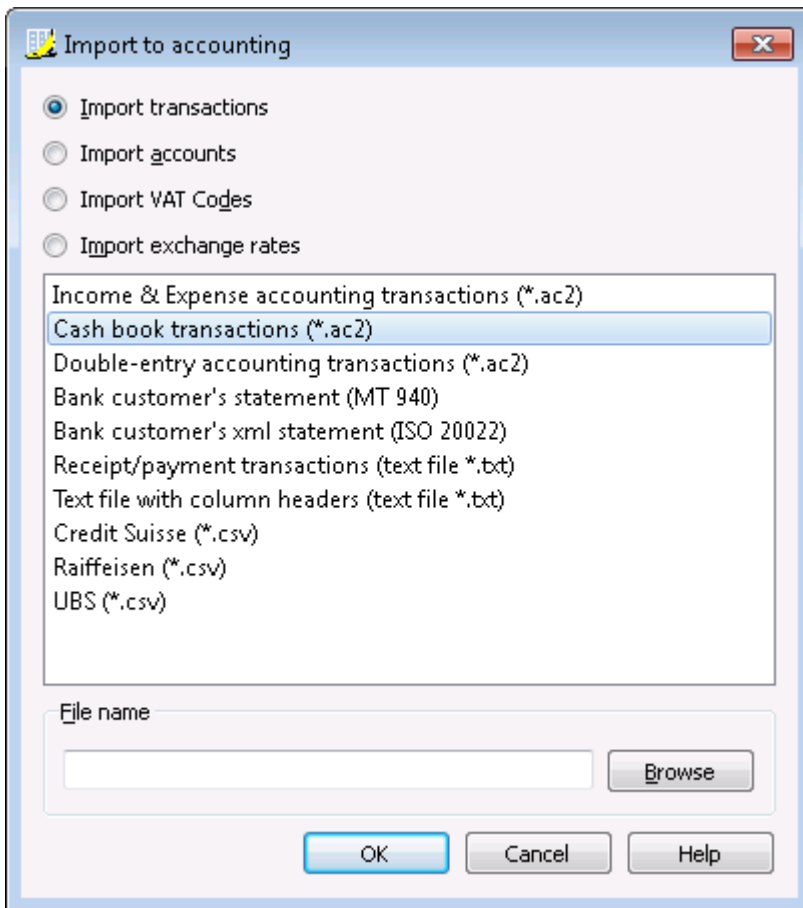 Import to accounting
Import transactions
Import accounts
Import VAT Codes
Import exchange rates
Income & Expense accounting transactions (*.ac2)
Cash book transactions (*.ac2)
Double-entry accounting transactions (*.ac2)
Bank customer's statement (MT 940)
Bank customer's xml statement (ISO 20022)
Receipt/payment transactions (text file *.txt)
Text file with column headers (text file *.txt)
Credit Suisse (*.csv)
Raiffeisen (*.csv)
UBS (*.csv)
File name
Browse
OK Cancel Help